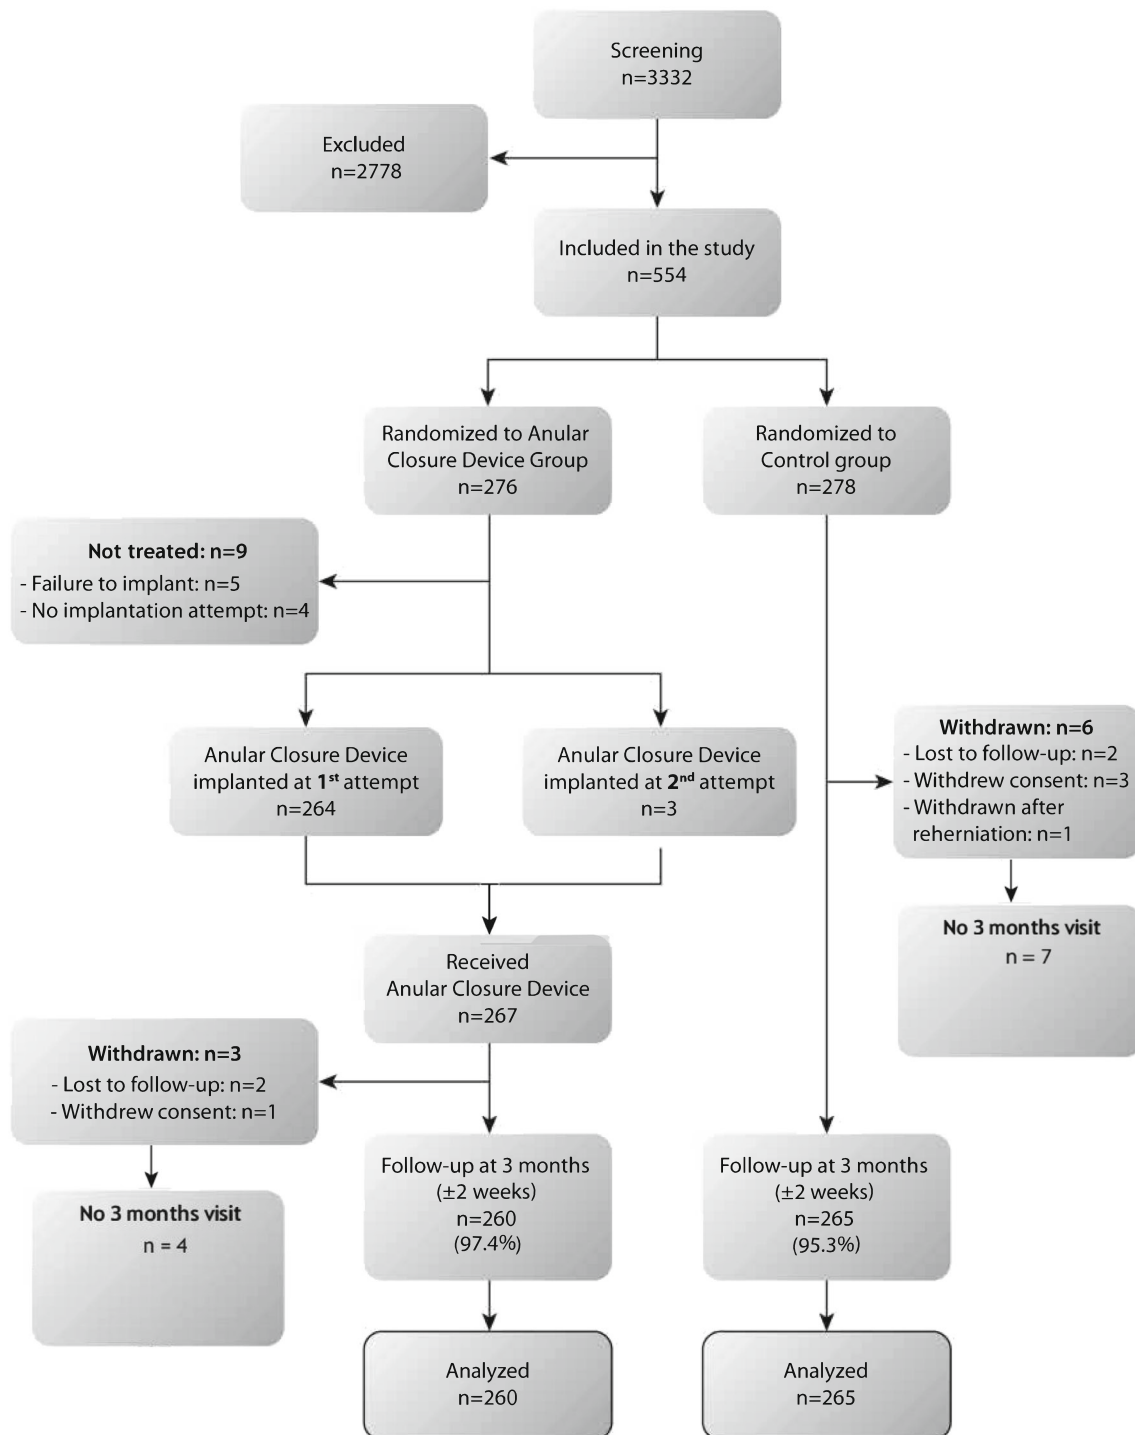 Screening
n=3332
Excluded
n=2778
Included in the study
n=554
Randomized to Anular
Closure Device Group
n=276
Randomized to
Control group
n=278
Not treated: n=9
- Failure to implant: n=5
- No implantation attempt: n=4
Anular Closure Device
implanted at 1st attempt
n=264
Anular Closure Device
implanted at 2nd attempt
n=3
Withdrawn: n=6
- Lost to follow-up: n=2
- Withdrew consent: n=3
- Withdrawn after
reherniation: n=1
No 3 months visit
n = 7
Received
Anular Closure Device
n=267
Withdrawn: n=3
- Lost to follow-up: n=2
- Withdrew consent: n=1
No 3 months visit
n = 4
Follow-up at 3 months
(±2 weeks)
n=260
(97.4%)
Follow-up at 3 months
(±2 weeks)
n=265
(95.3%)
Analyzed
n=260
Analyzed
n=265